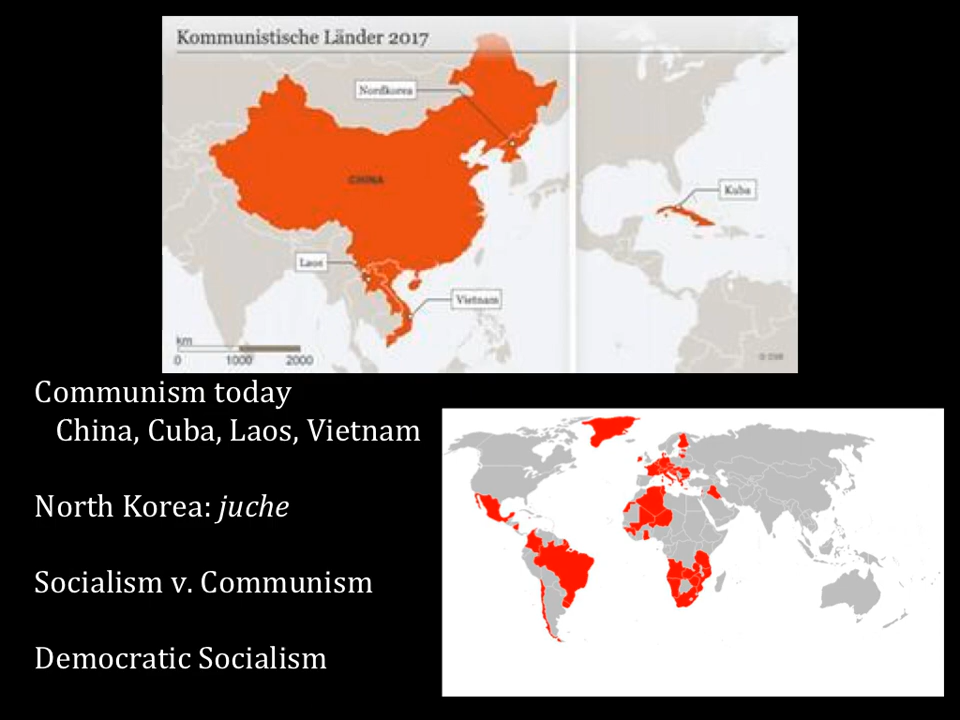 Kommunistische Länder 2017
Nordkorea
CHINA
Kuba
Laos
Vietnam
km
0 1000 2000
Communism today
China, Cuba, Laos, Vietnam
North Korea: juche
Socialism v. Communism
Democratic Socialism